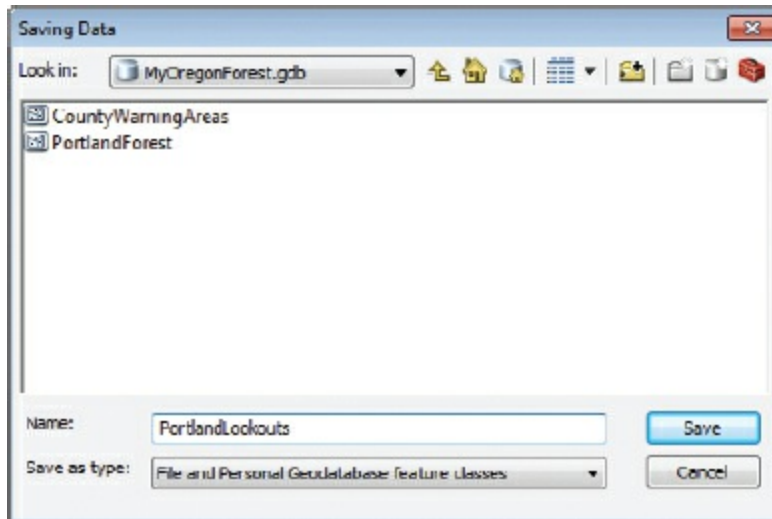 Saving Data
Look in: MyOregonForest.gdb
CountyWarningAreas
PortlandForest
Name: PortlandLookouts Save
Save as type: File and Personal Geodatabase feature classes Cancel